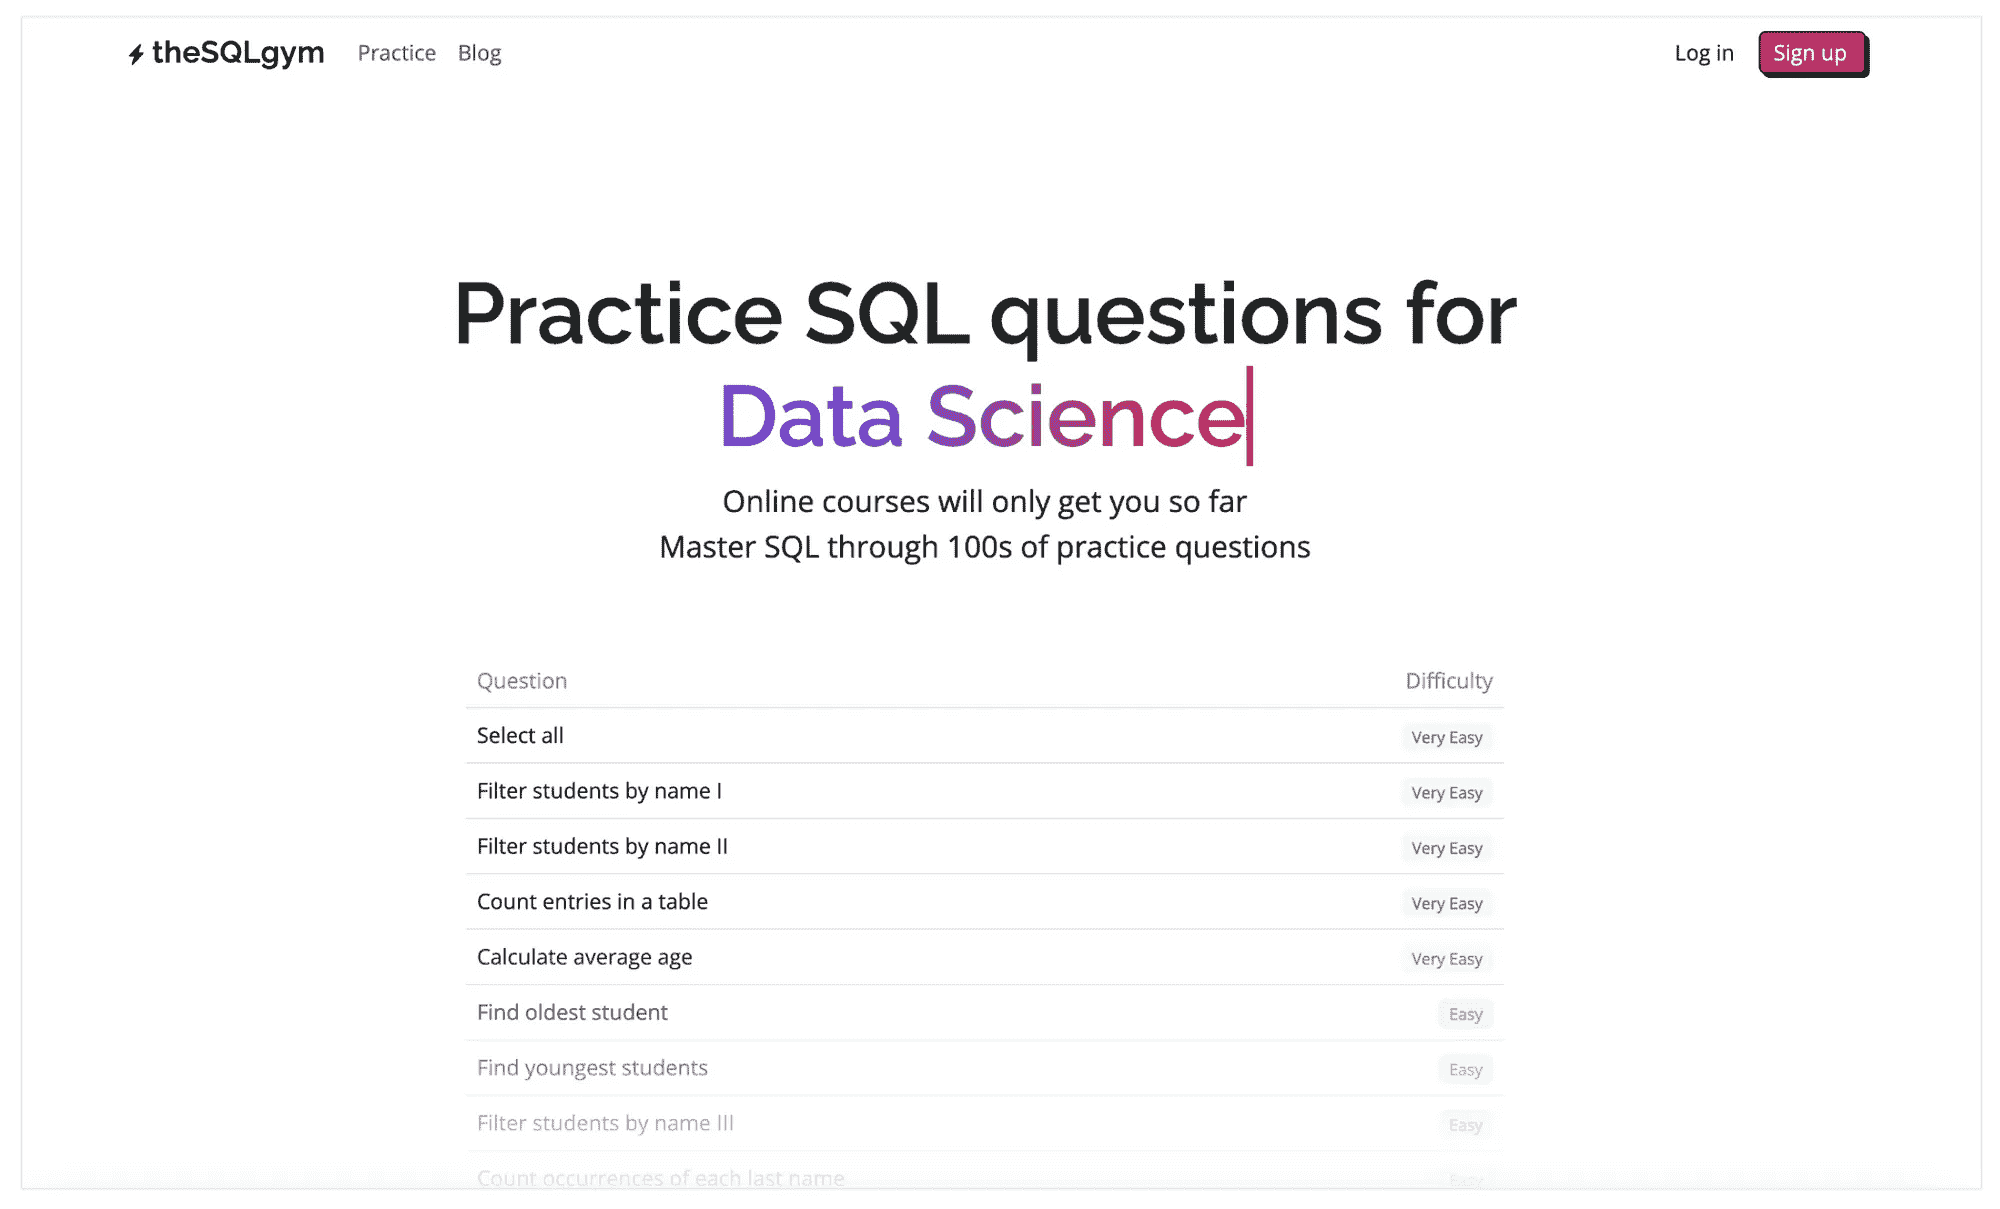 theSQLgym Practice Blog Log in Sign up
Practice SQL questions for
Data Science
Online courses will only get you so far
Master SQL through 100s of practice questions
Question Difficulty
Select all Very Easy
Filter students by name I Very Easy
Filter students by name II Very Easy
Count entries in a table Very Easy
Calculate average age Very Easy
Find oldest student Easy
Find youngest students Easy
Filter students by name III Easy
Count occurrences of each last name Easy